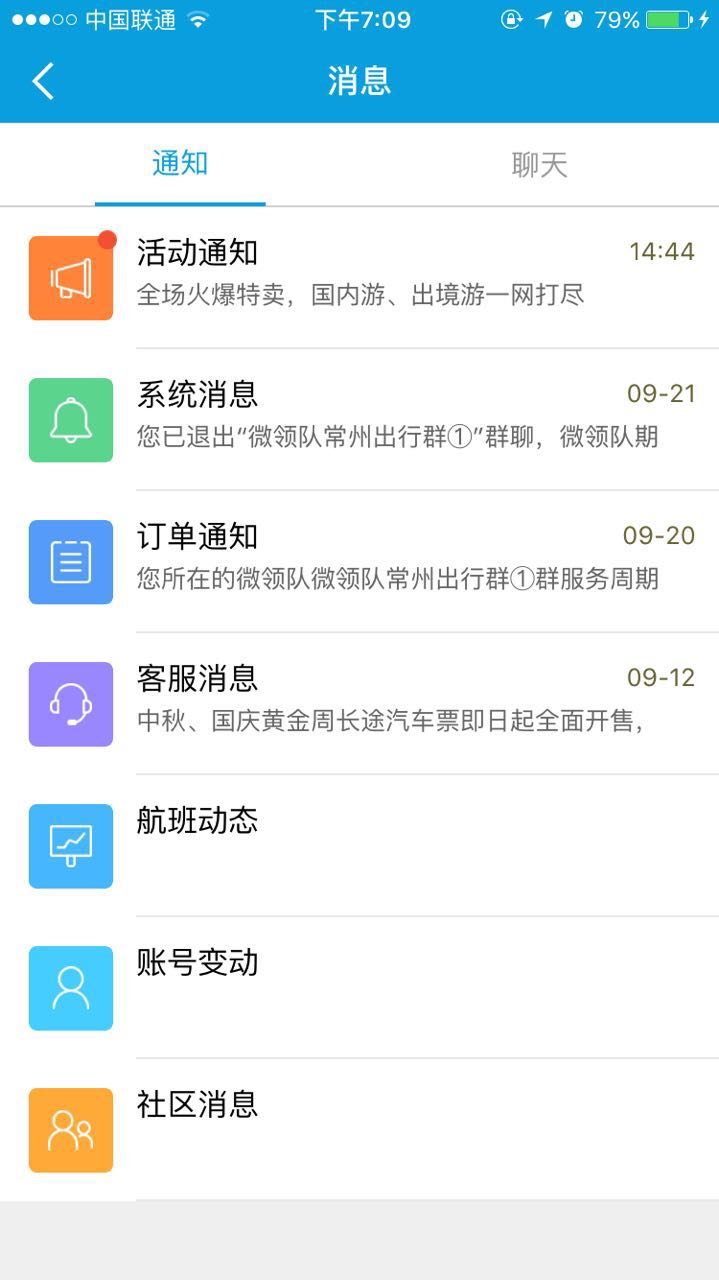 中国联通 下午7:09 79%
消息
通知 聊天
活动通知 14:44
全场火爆特卖，国内游、出境游一网打尽
系统消息 09-21
您已退出“微领队常州出行群①”群聊，微领队期
订单通知 09-20
您所在的微领队微领队常州出行群①群服务周期
客服消息 09-12
中秋、国庆黄金周长途汽车票即日起全面开售，
航班动态
账号变动
社区消息